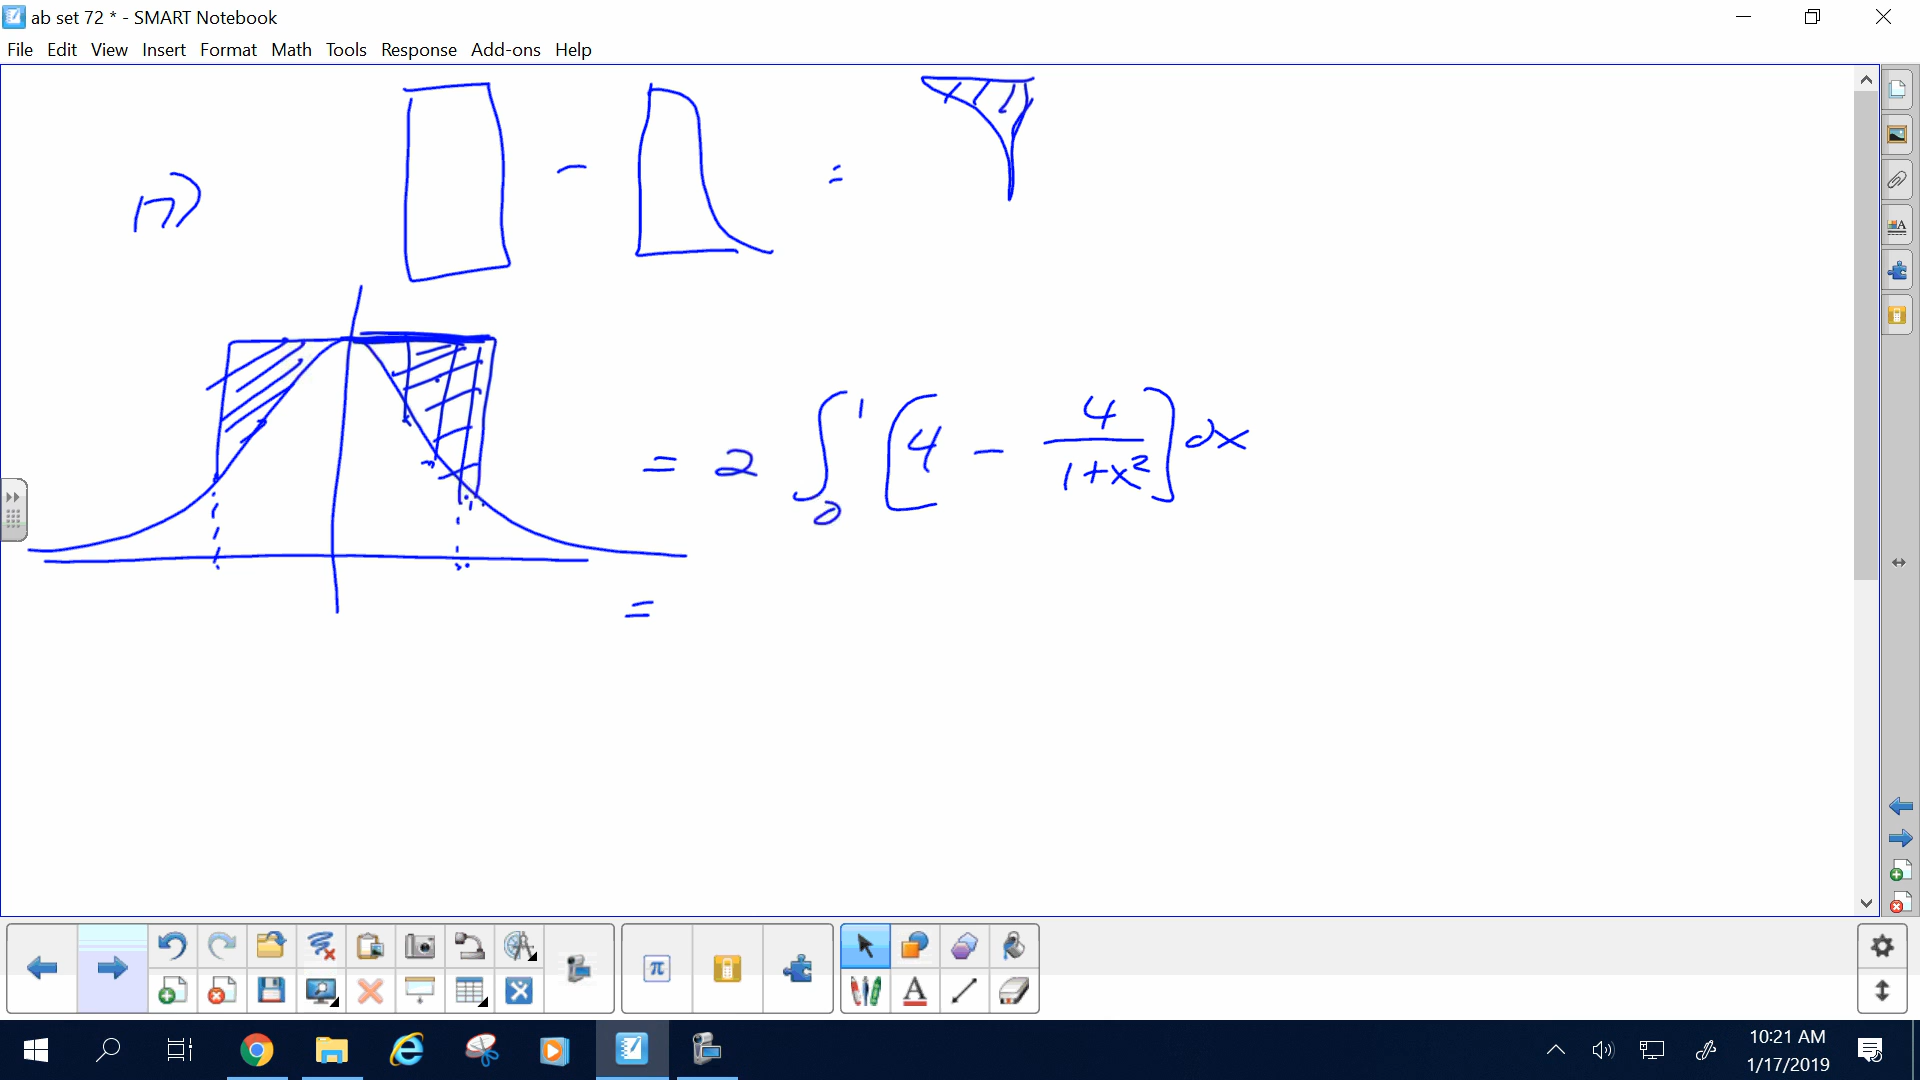 ab set 72 * - SMART Notebook
File Edit View Insert Format Math Tools Response Add-ons Help
17)
-
=
= 2 ∫₀¹ [4 - 4/(1+x²)] dx
=
π
A
10:21 AM
1/17/2019